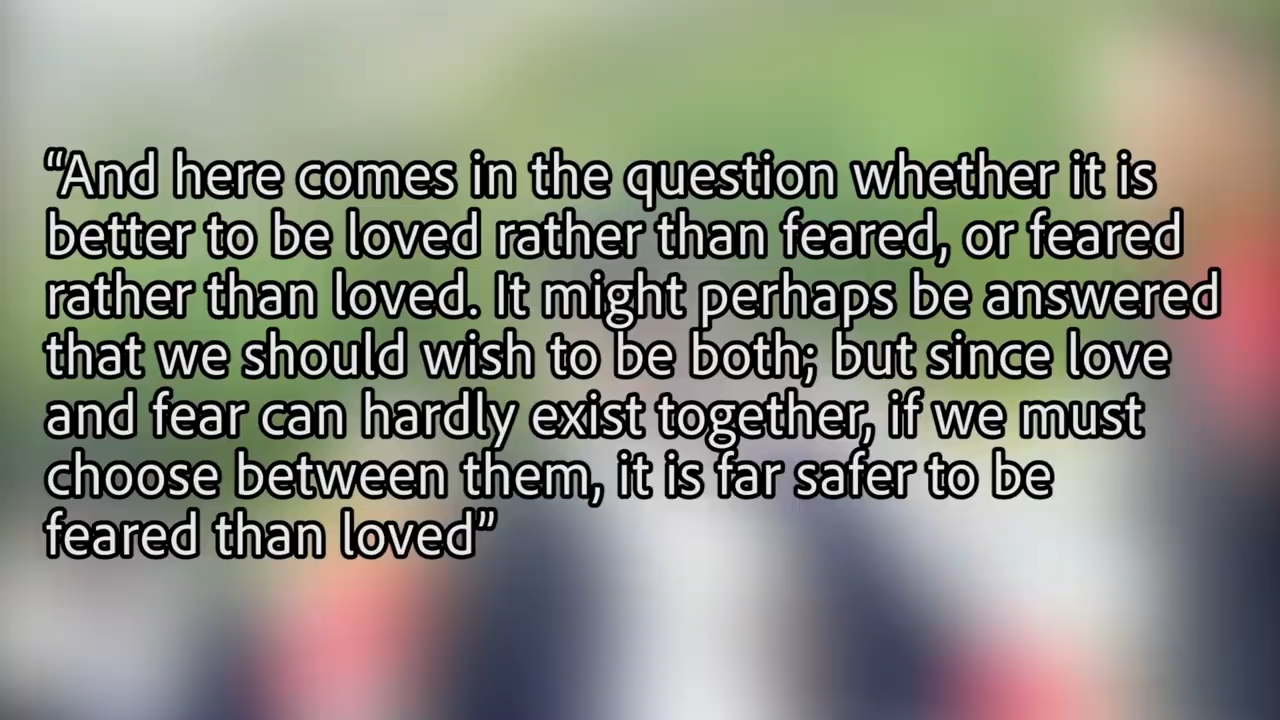 “And here comes in the question whether it is
better to be loved rather than feared, or feared
rather than loved. It might perhaps be answered
that we should wish to be both; but since love
and fear can hardly exist together, if we must
choose between them, it is far safer to be
feared than loved”